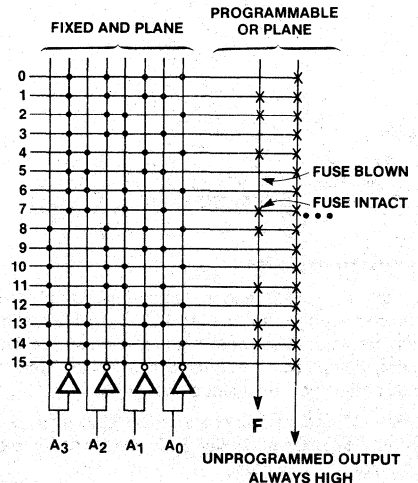 PROGRAMMABLE
OR PLANE
FIXED AND PLANE
0
1
2
3
4
5
FUSE BLOWN
6
FUSE INTACT
7
8
9
10
11
12
13
14
15
A3 A2 A1 A0
F
UNPROGRAMMED OUTPUT
ALWAYS HIGH